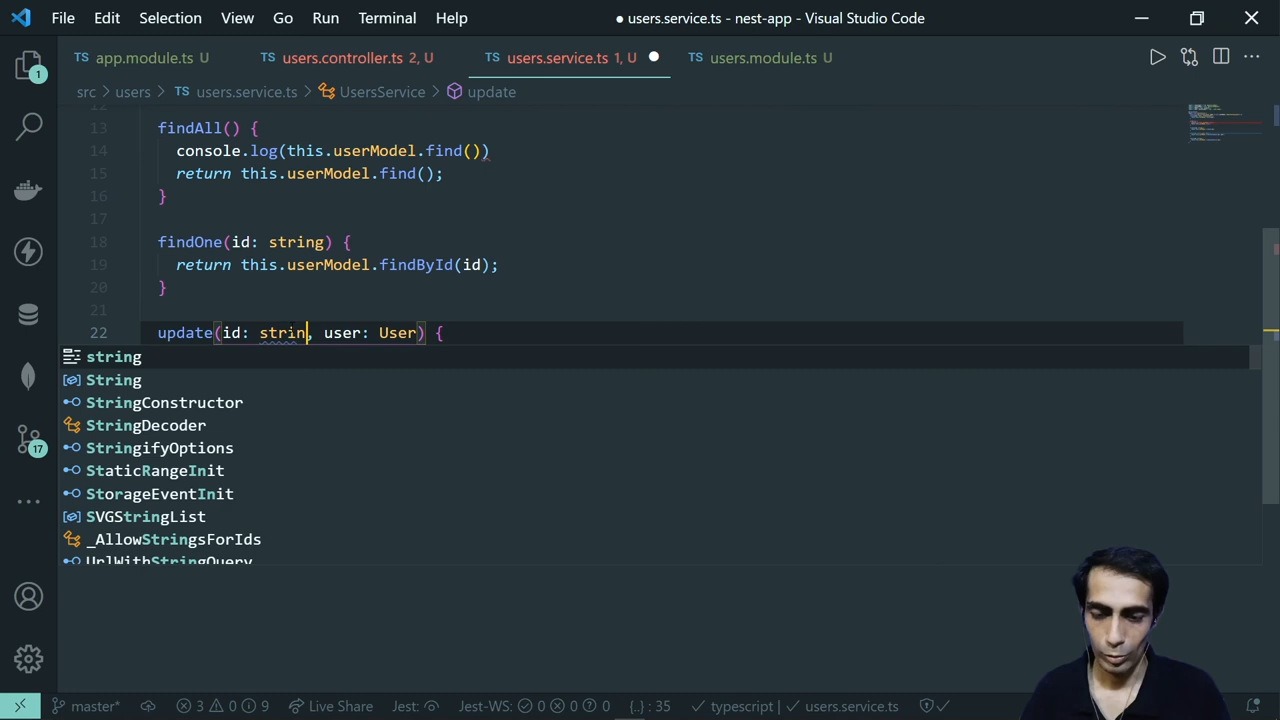 File Edit Selection View Go Run Terminal Help
● users.service.ts - nest-app - Visual Studio Code
TS app.module.ts U
TS users.controller.ts 2, U
TS users.service.ts 1, U ●
TS users.module.ts U
src > users > TS users.service.ts > UsersService > update
12
13 findAll() {
14 console.log(this.userModel.find())
15 return this.userModel.find();
16 }
17
18 findOne(id: string) {
19 return this.userModel.findById(id);
20 }
21
22 update(id: strin, user: User) {
string
String
StringConstructor
StringDecoder
StringifyOptions
StaticRangeInit
StorageEventInit
SVGStringList
_AllowStringsForIds
UrlWithStringQuery
1
17
master* 3 0 9 Live Share Jest: Jest-WS: 0 0 0 {..} : 35 typescript | users.service.ts